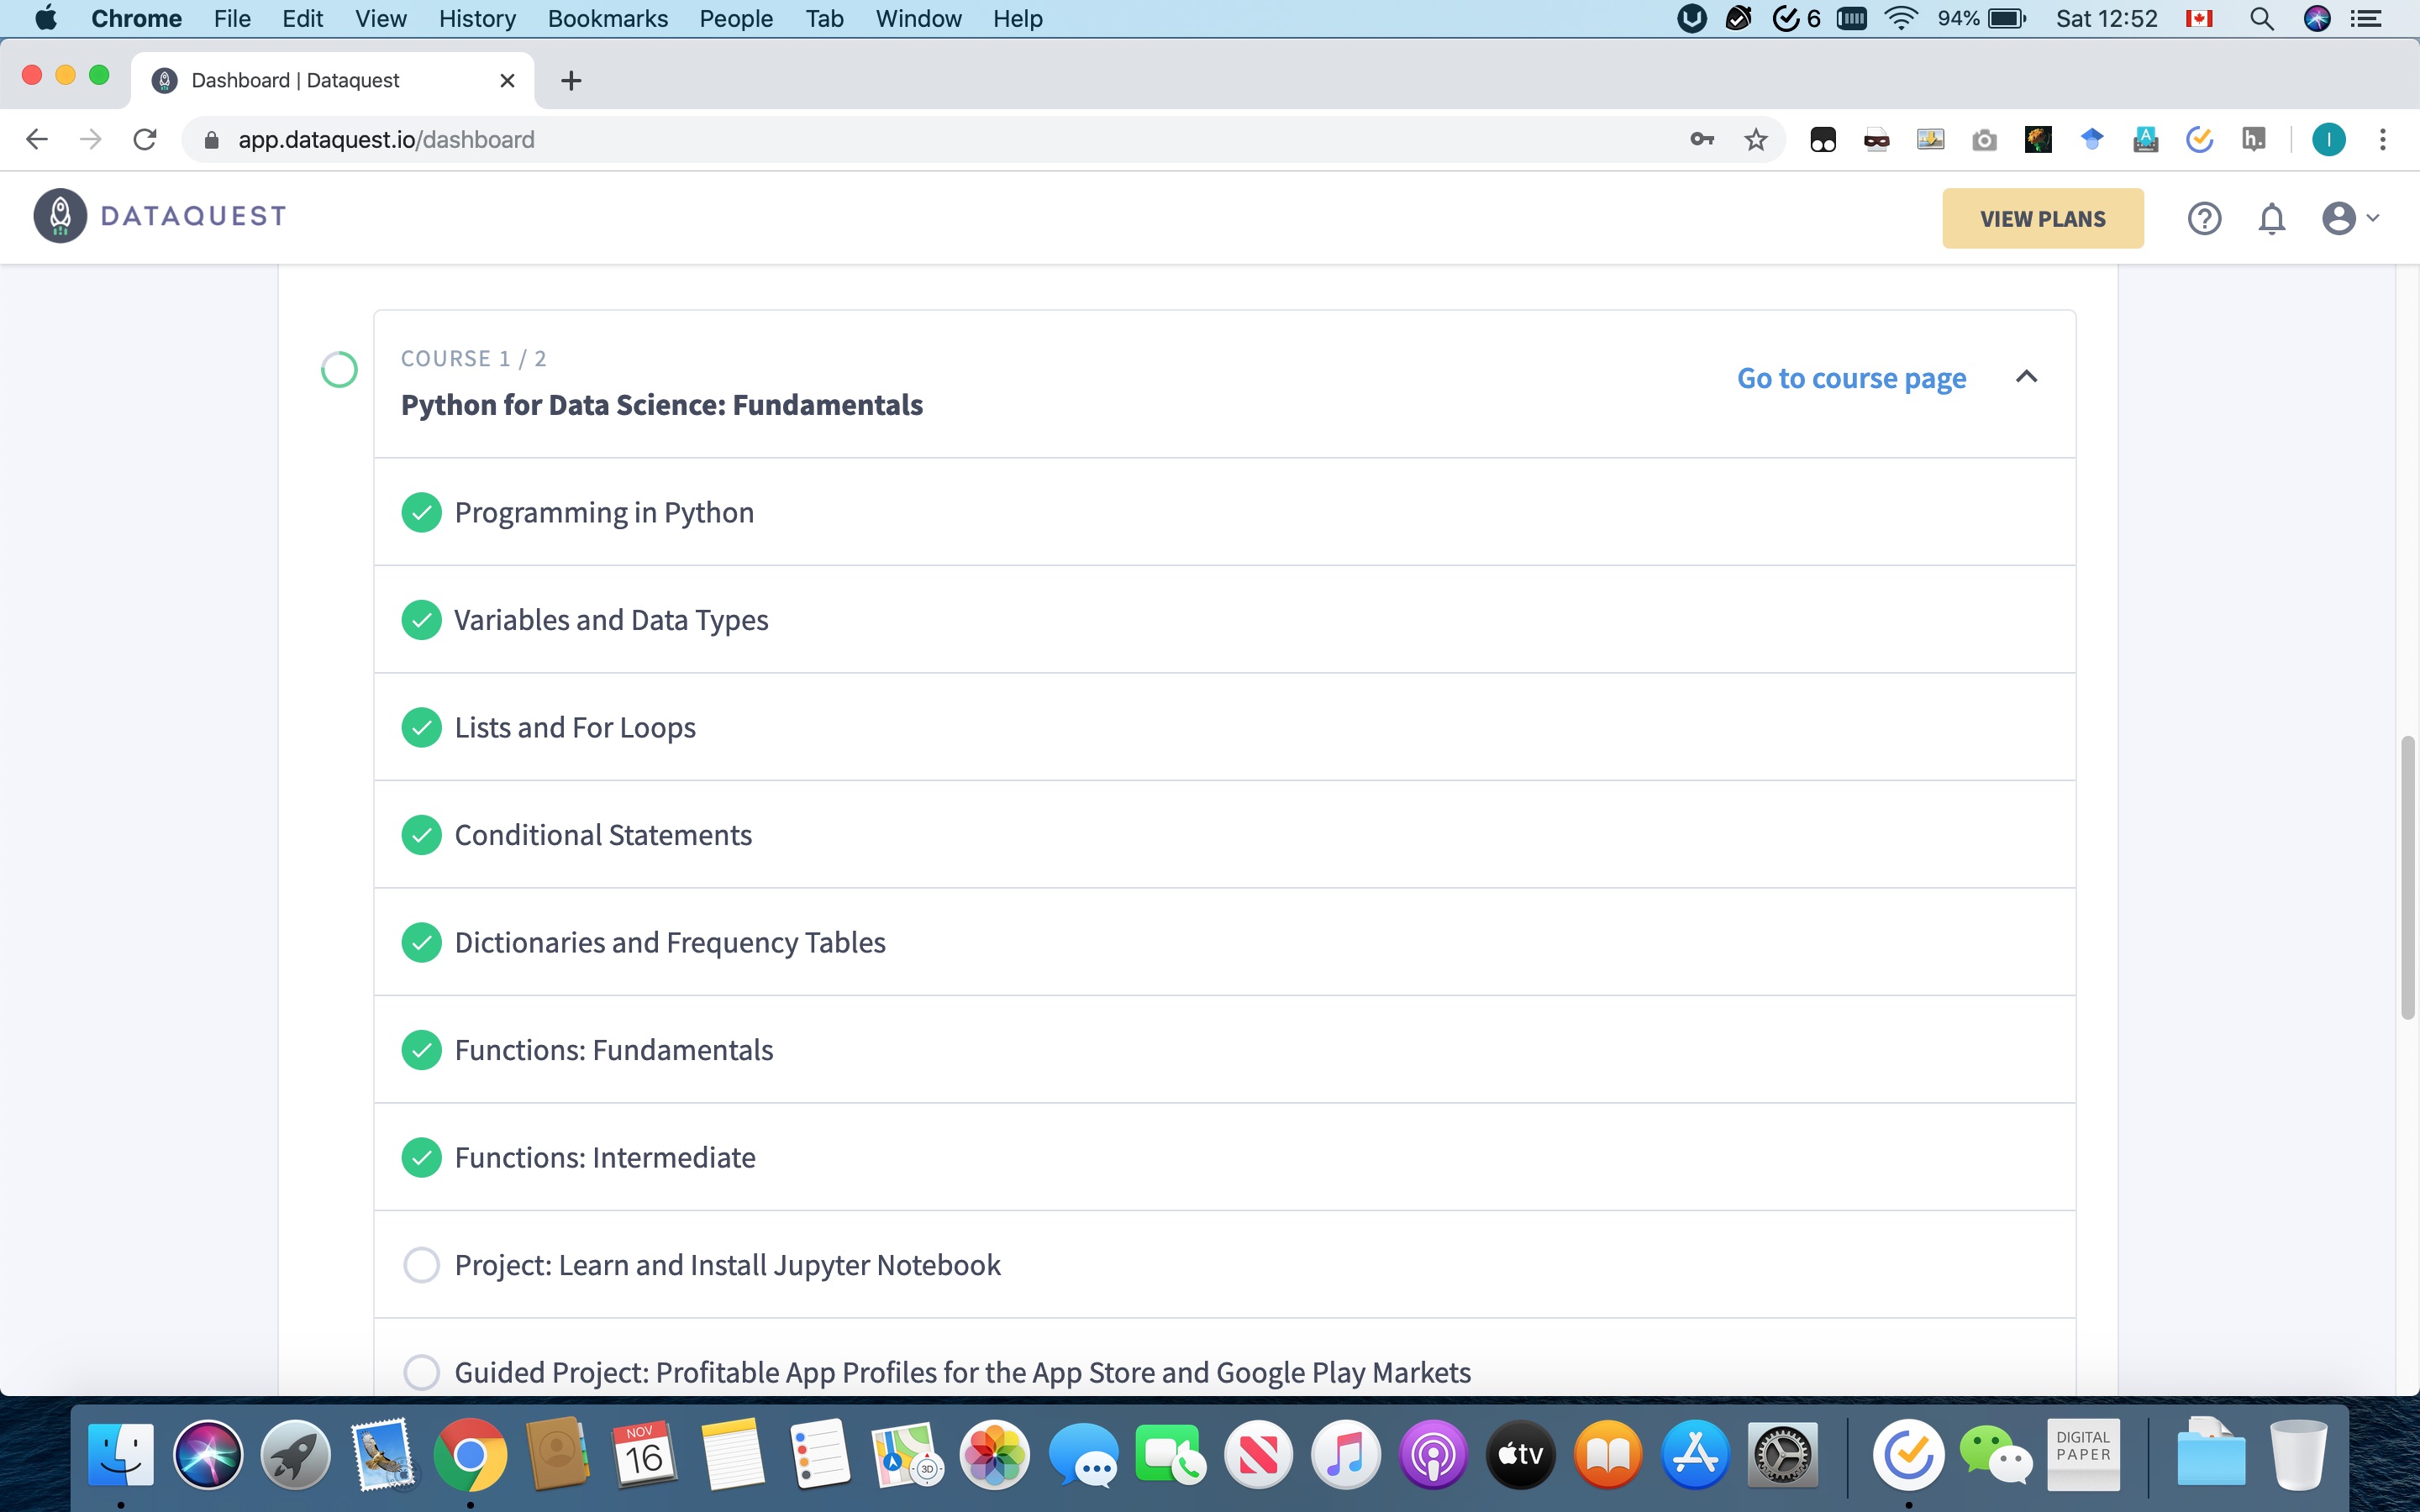 Chrome File Edit View History Bookmarks People Tab Window Help 6 94% Sat 12:52
Dashboard | Dataquest
app.dataquest.io/dashboard
A h. I
DATAQUEST VIEW PLANS
COURSE 1 / 2
Go to course page
Python for Data Science: Fundamentals
Programming in Python
Variables and Data Types
Lists and For Loops
Conditional Statements
Dictionaries and Frequency Tables
Functions: Fundamentals
Functions: Intermediate
Project: Learn and Install Jupyter Notebook
Guided Project: Profitable App Profiles for the App Store and Google Play Markets
NOV
16
3D
tv
DIGITAL
PAPER